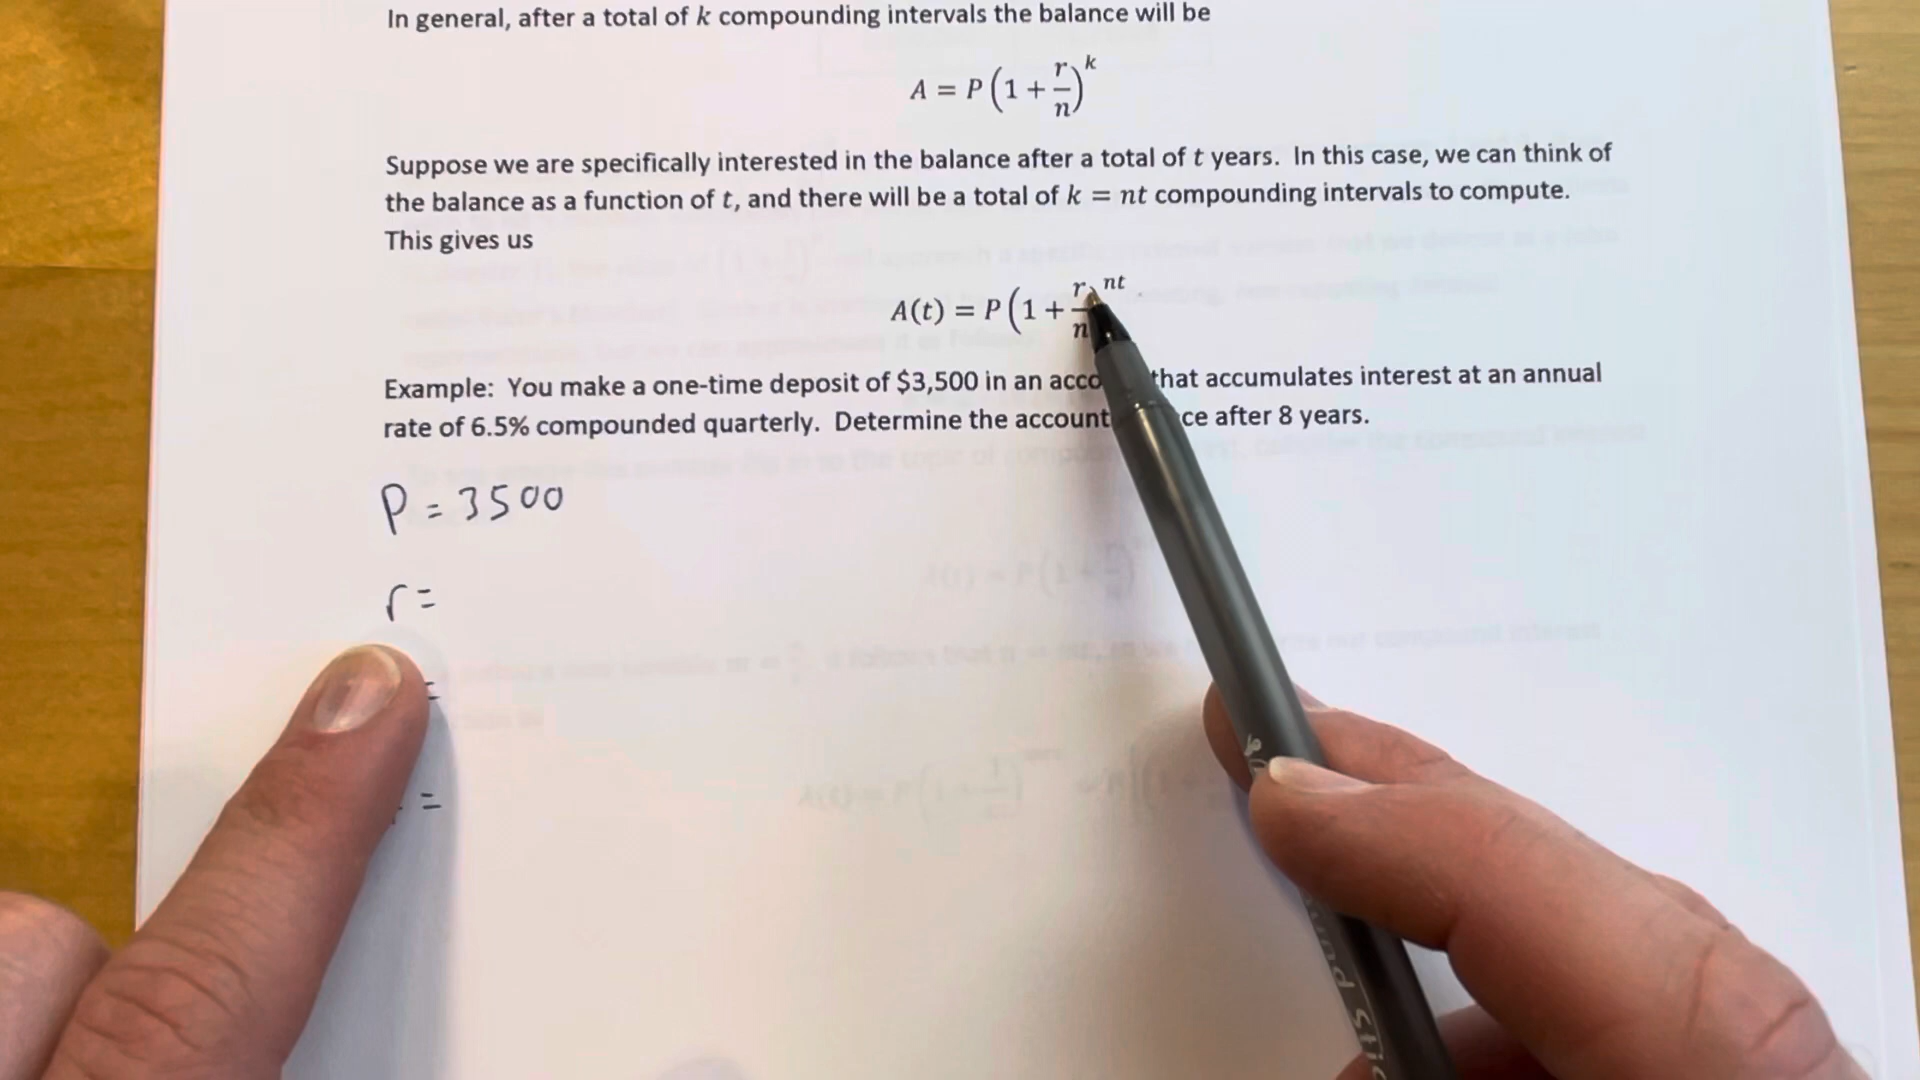 In general, after a total of k compounding intervals the balance will be
A = P(1 + r/n)^k
Suppose we are specifically interested in the balance after a total of t years. In this case, we can think of
the balance as a function of t, and there will be a total of k = nt compounding intervals to compute.
This gives us
A(t) = P(1 + r/n)^nt
Example: You make a one-time deposit of $3,500 in an that accumulates interest at an annual
rate of 6.5% compounded quarterly. Determine the account after 8 years.
P = 3500
r =
=
=